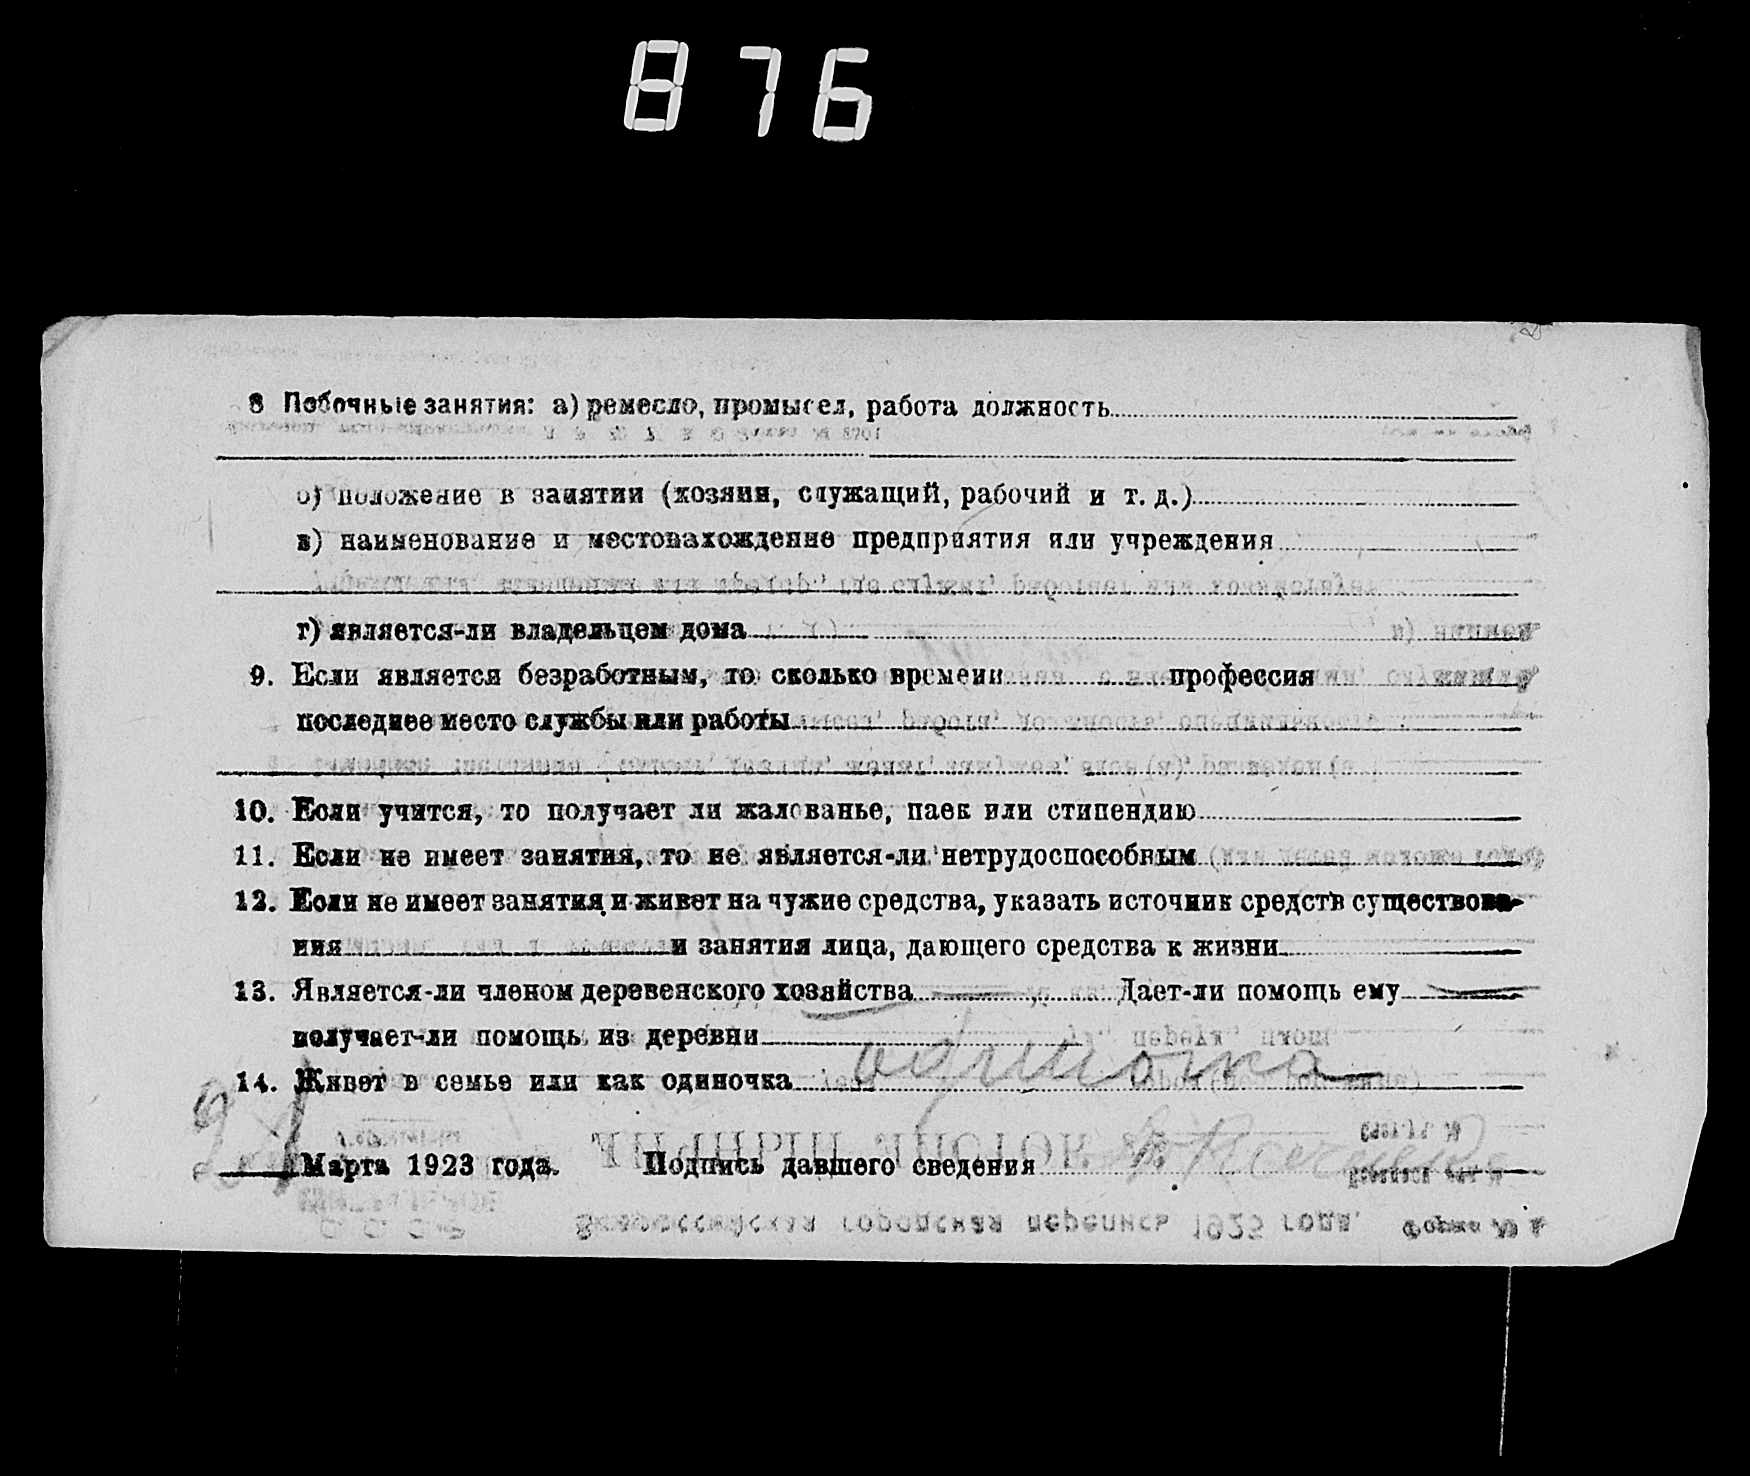 876
8 Побочные занятия: а) ремесло, промысел, работа должность
б) положение в занятии (хозяин, служащий, рабочий и т. д.)
в) наименование и местонахождение предприятия или учреждения
г) является-ли владельцем дома
9. Если является безработным, то сколько времени профессия
последнее место службы или работы
10. Если учится, то получает ли жалованье, паек или стипендию
11. Если не имеет занятия, то не является-ли нетрудоспособным
12. Если не имеет занятия и живет на чужие средства, указать источник средств существова-
ния и занятия лица, дающего средства к жизни
13. Является-ли членом деревенского хозяйства Дает-ли помощь ему
получает-ли помощь из деревни
14. Живет в семье или как одиночка одиночка
Марта 1923 года. Подпись давшего сведения